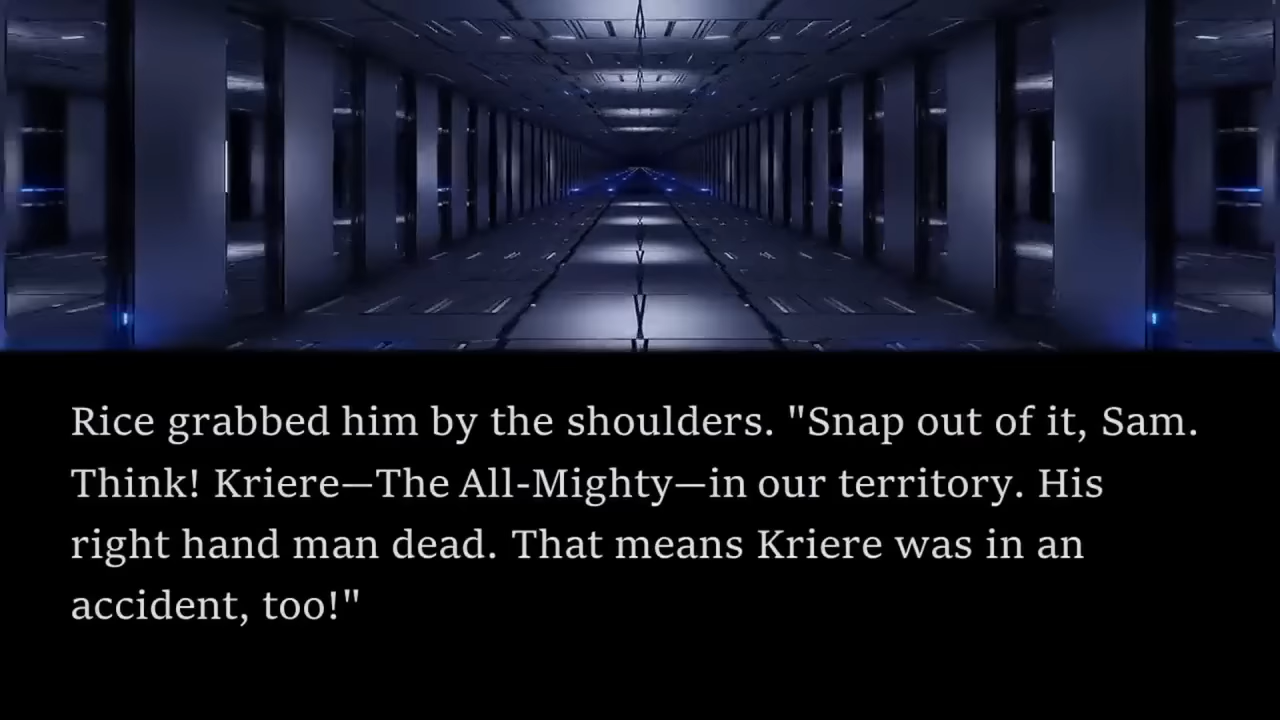 Rice grabbed him by the shoulders. "Snap out of it, Sam.
Think! Kriere—The All-Mighty—in our territory. His
right hand man dead. That means Kriere was in an
accident, too!"